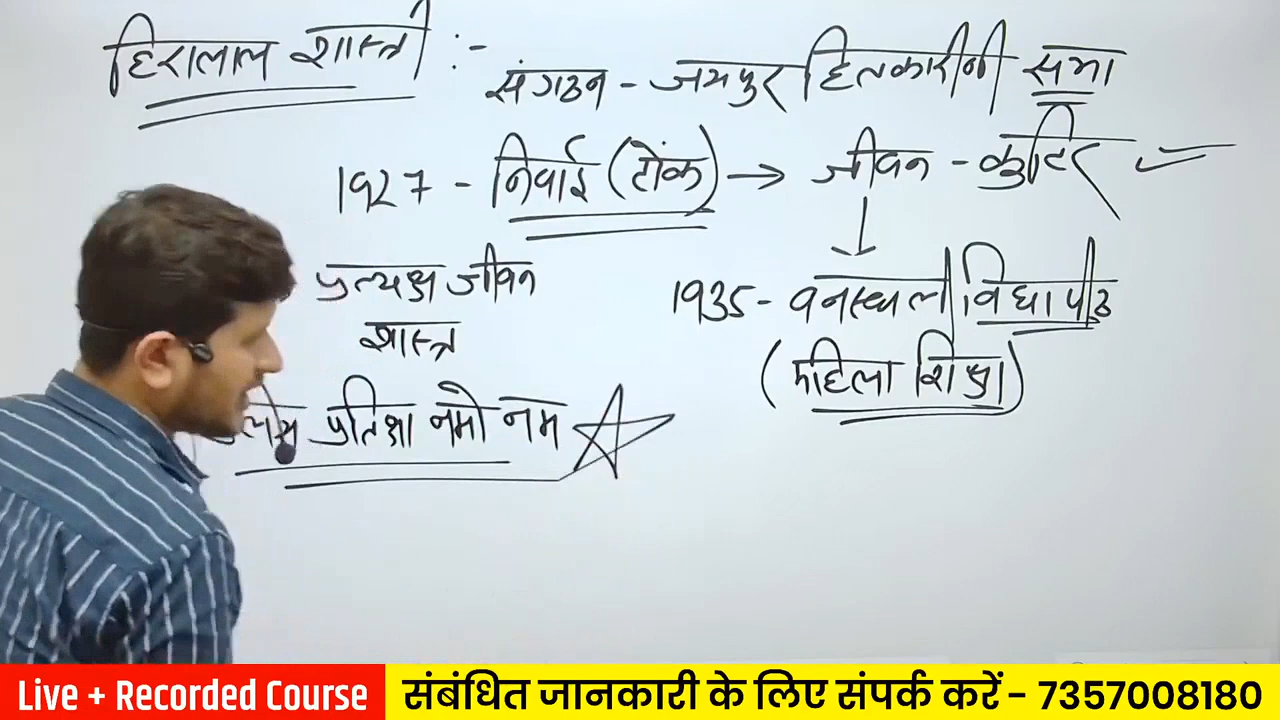 हिरालाल शास्त्री :-
संगठन - जयपुर हितकारीनी सभा
1927 - निवाई (टोंक) → जीवन - कुटिर ✓
↓
प्रत्यक्ष जीवन
शास्त्र
1935 - वनस्थली विद्यापीठ
(महिला शिक्षा)
प्रतिक्षा नमो नम
Live + Recorded Course
संबंधित जानकारी के लिए संपर्क करें - 7357008180